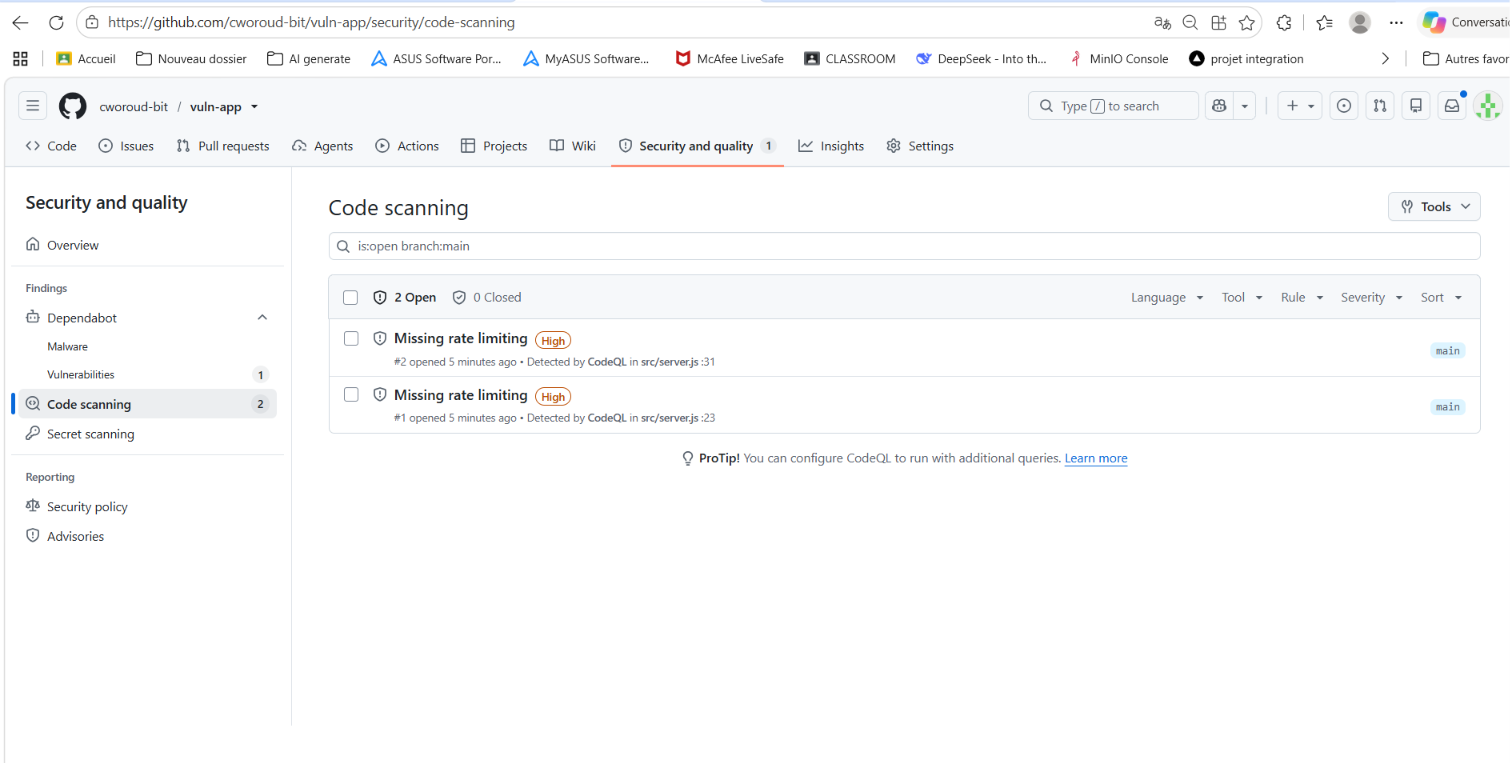 https://github.com/cworoud-bit/vuln-app/security/code-scanning
Conversati
Accueil Nouveau dossier AI generate ASUS Software Por... MyASUS Software... McAfee LiveSafe CLASSROOM DeepSeek - Into th... MinIO Console projet integration Autres favor
cworoud-bit / vuln-app Type / to search
Code Issues Pull requests Agents Actions Projects Wiki Security and quality 1 Insights Settings
Security and quality
Overview
Findings
Dependabot
Malware
Vulnerabilities 1
Code scanning 2
Secret scanning
Reporting
Security policy
Advisories
Code scanning
Tools
is:open branch:main
2 Open 0 Closed Language Tool Rule Severity Sort
Missing rate limiting High
#2 opened 5 minutes ago • Detected by CodeQL in src/server.js :31
main
Missing rate limiting High
#1 opened 5 minutes ago • Detected by CodeQL in src/server.js :23
main
ProTip! You can configure CodeQL to run with additional queries. Learn more